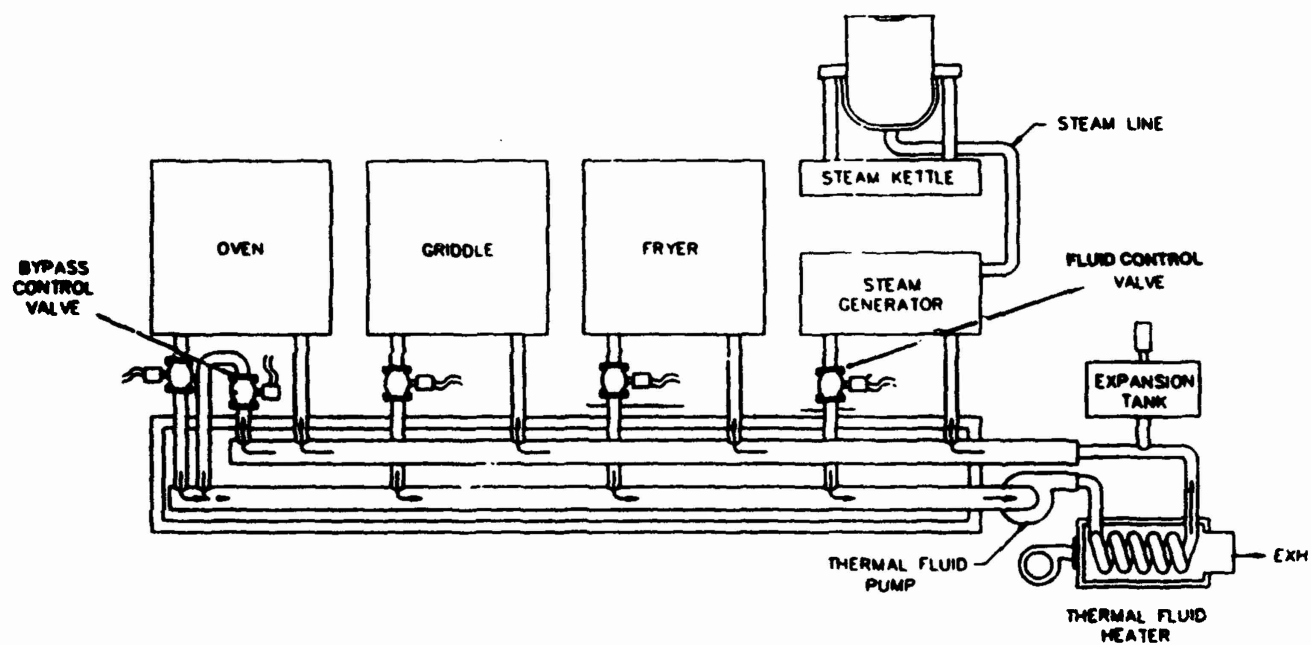 STEAM LINE
STEAM KETTLE
OVEN
GRIDDLE
FRYER
BYPASS
CONTROL
VALVE
STEAM
GENERATOR
FLUID CONTROL
VALVE
EXPANSION
TANK
THERMAL FLUID
PUMP
EXH
THERMAL FLUID
HEATER